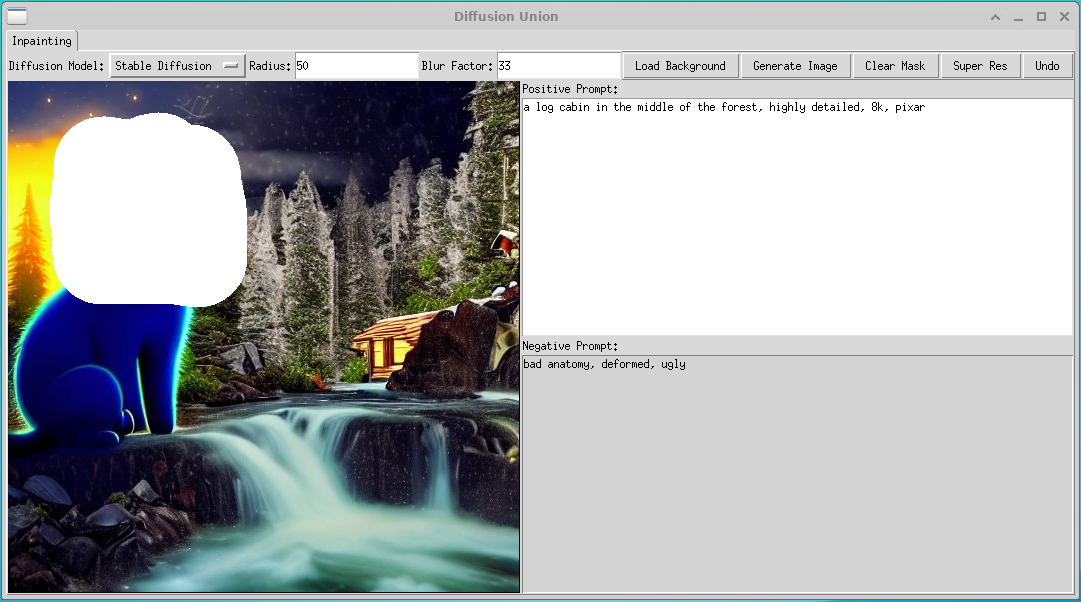 Diffusion Union
Inpainting
Diffusion Model: Stable Diffusion Radius: 50 Blur Factor: 33 Load Background Generate Image Clear Mask Super Res Undo
Positive Prompt:
a log cabin in the middle of the forest, highly detailed, 8k, pixar
Negative Prompt:
bad anatomy, deformed, ugly